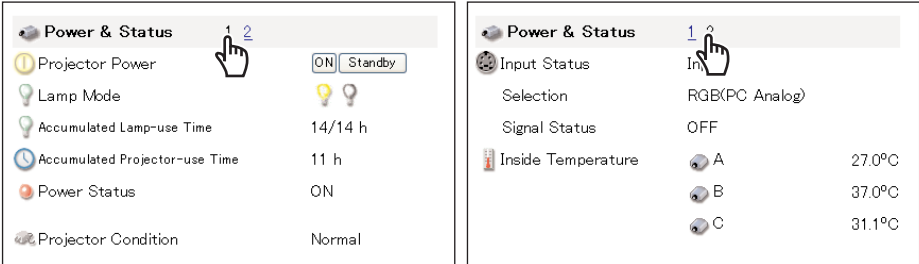 Power & Status 1 2
Projector Power ON Standby
Lamp Mode
Accumulated Lamp-use Time 14/14 h
Accumulated Projector-use Time 11 h
Power Status ON
Projector Condition Normal
Power & Status 1
Input Status
Selection RGB(PC Analog)
Signal Status OFF
Inside Temperature A 27.0°C
B 37.0°C
C 31.1°C